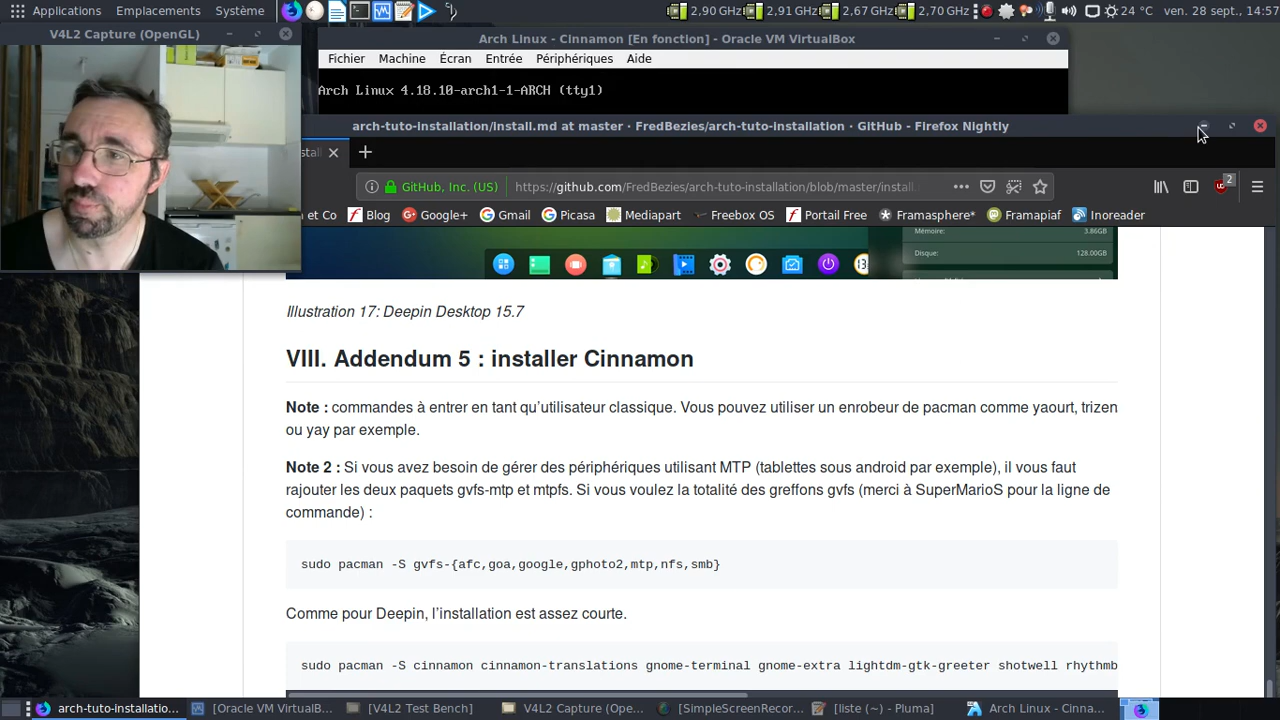 Applications Emplacements Système 2,90 GHz 2,91 GHz 2,67 GHz 2,70 GHz 24 °C ven. 28 sept., 14:57
V4L2 Capture (OpenGL)
Arch Linux - Cinnamon [En fonction] - Oracle VM VirtualBox
Fichier Machine Écran Entrée Périphériques Aide
Arch Linux 4.18.10-arch1-1-ARCH (tty1)
arch-tuto-installation/install.md at master · FredBezies/arch-tuto-installation · GitHub - Firefox Nightly
stall
GitHub, Inc. (US) https://github.com/FredBezies/arch-tuto-installation/blob/master/install. 2
n et Co Blog Google+ Gmail Picasa Mediapart Freebox OS Portail Free Framasphere* Framapiaf Inoreader
Mémoire: 3.86GB
Disque: 128.00GB
Illustration 17: Deepin Desktop 15.7
VIII. Addendum 5 : installer Cinnamon
Note : commandes à entrer en tant qu’utilisateur classique. Vous pouvez utiliser un enrobeur de pacman comme yaourt, trizen
ou yay par exemple.
Note 2 : Si vous avez besoin de gérer des périphériques utilisant MTP (tablettes sous android par exemple), il vous faut
rajouter les deux paquets gvfs-mtp et mtpfs. Si vous voulez la totalité des greffons gvfs (merci à SuperMarioS pour la ligne de
commande) :
sudo pacman -S gvfs-{afc,goa,google,gphoto2,mtp,nfs,smb}
Comme pour Deepin, l’installation est assez courte.
sudo pacman -S cinnamon cinnamon-translations gnome-terminal gnome-extra lightdm-gtk-greeter shotwell rhythmb
arch-tuto-installatio... [Oracle VM VirtualB... [V4L2 Test Bench] V4L2 Capture (Ope... [SimpleScreenRecor... [liste (~) - Pluma] Arch Linux - Cinna...